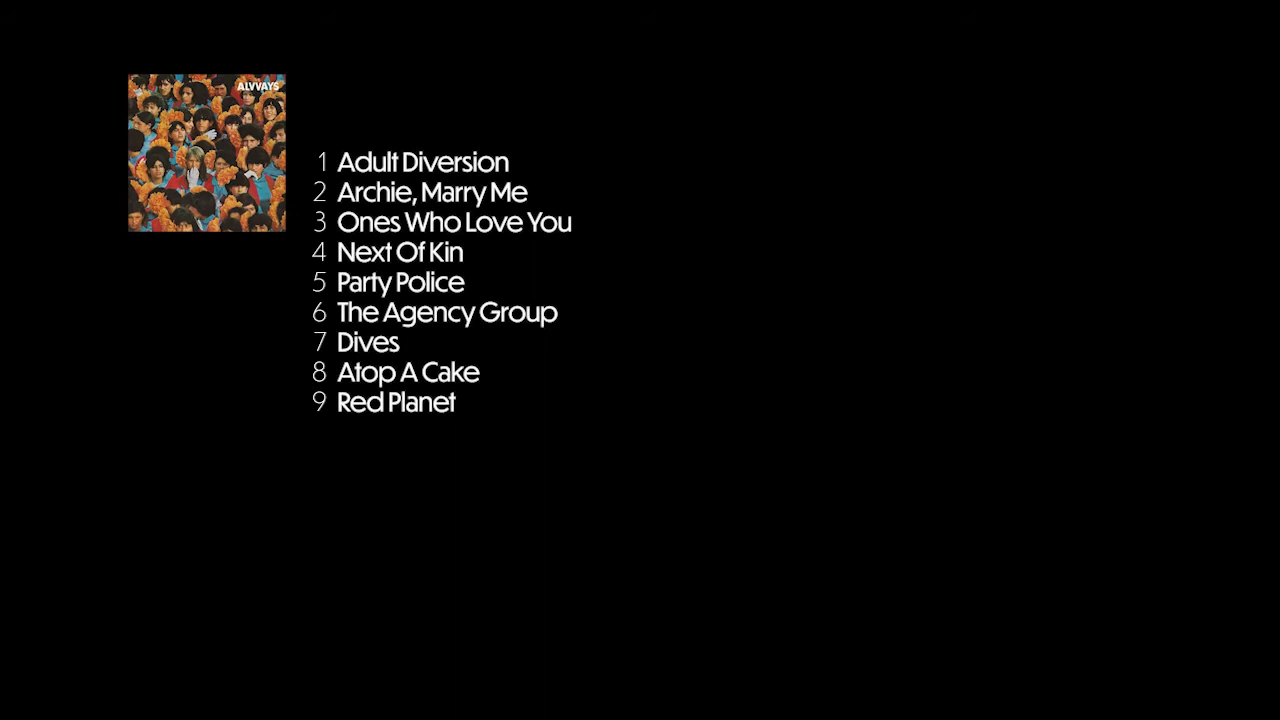 ALVVAYS
1 Adult Diversion
2 Archie, Marry Me
3 Ones Who Love You
4 Next Of Kin
5 Party Police
6 The Agency Group
7 Dives
8 Atop A Cake
9 Red Planet